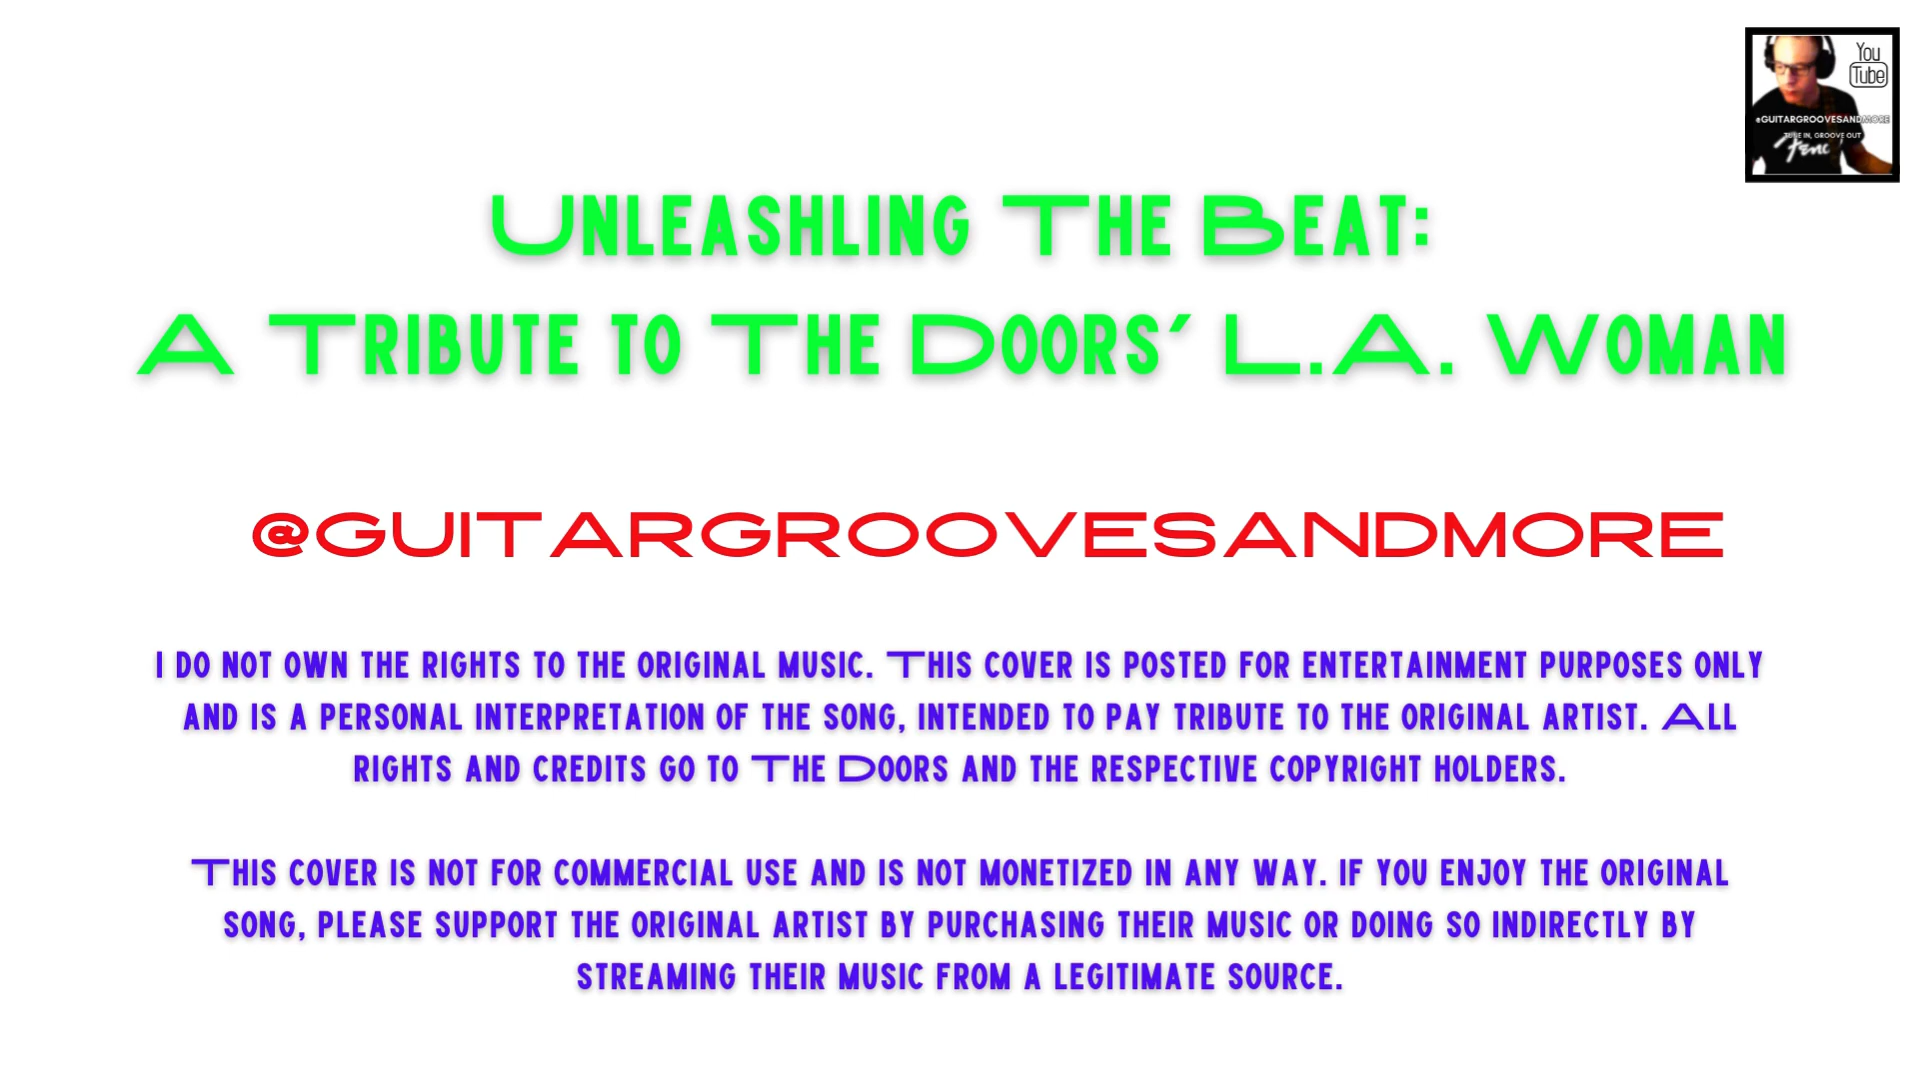 You
Tube
@GUITARGROOVESANDMORE
TUNE IN, GROOVE OUT
Fenc
Unleashling The Beat:
A Tribute to The Doors' L.A. Woman
@GUITARGROOVESANDMORE
I do not own the rights to the original music. This cover is posted for entertainment purposes only
and is a personal interpretation of the song, intended to pay tribute to the original artist. All
rights and credits go to The Doors and the respective copyright holders.
This cover is not for commercial use and is not monetized in any way. If you enjoy the original
song, please support the original artist by purchasing their music or doing so indirectly by
streaming their music from a legitimate source.